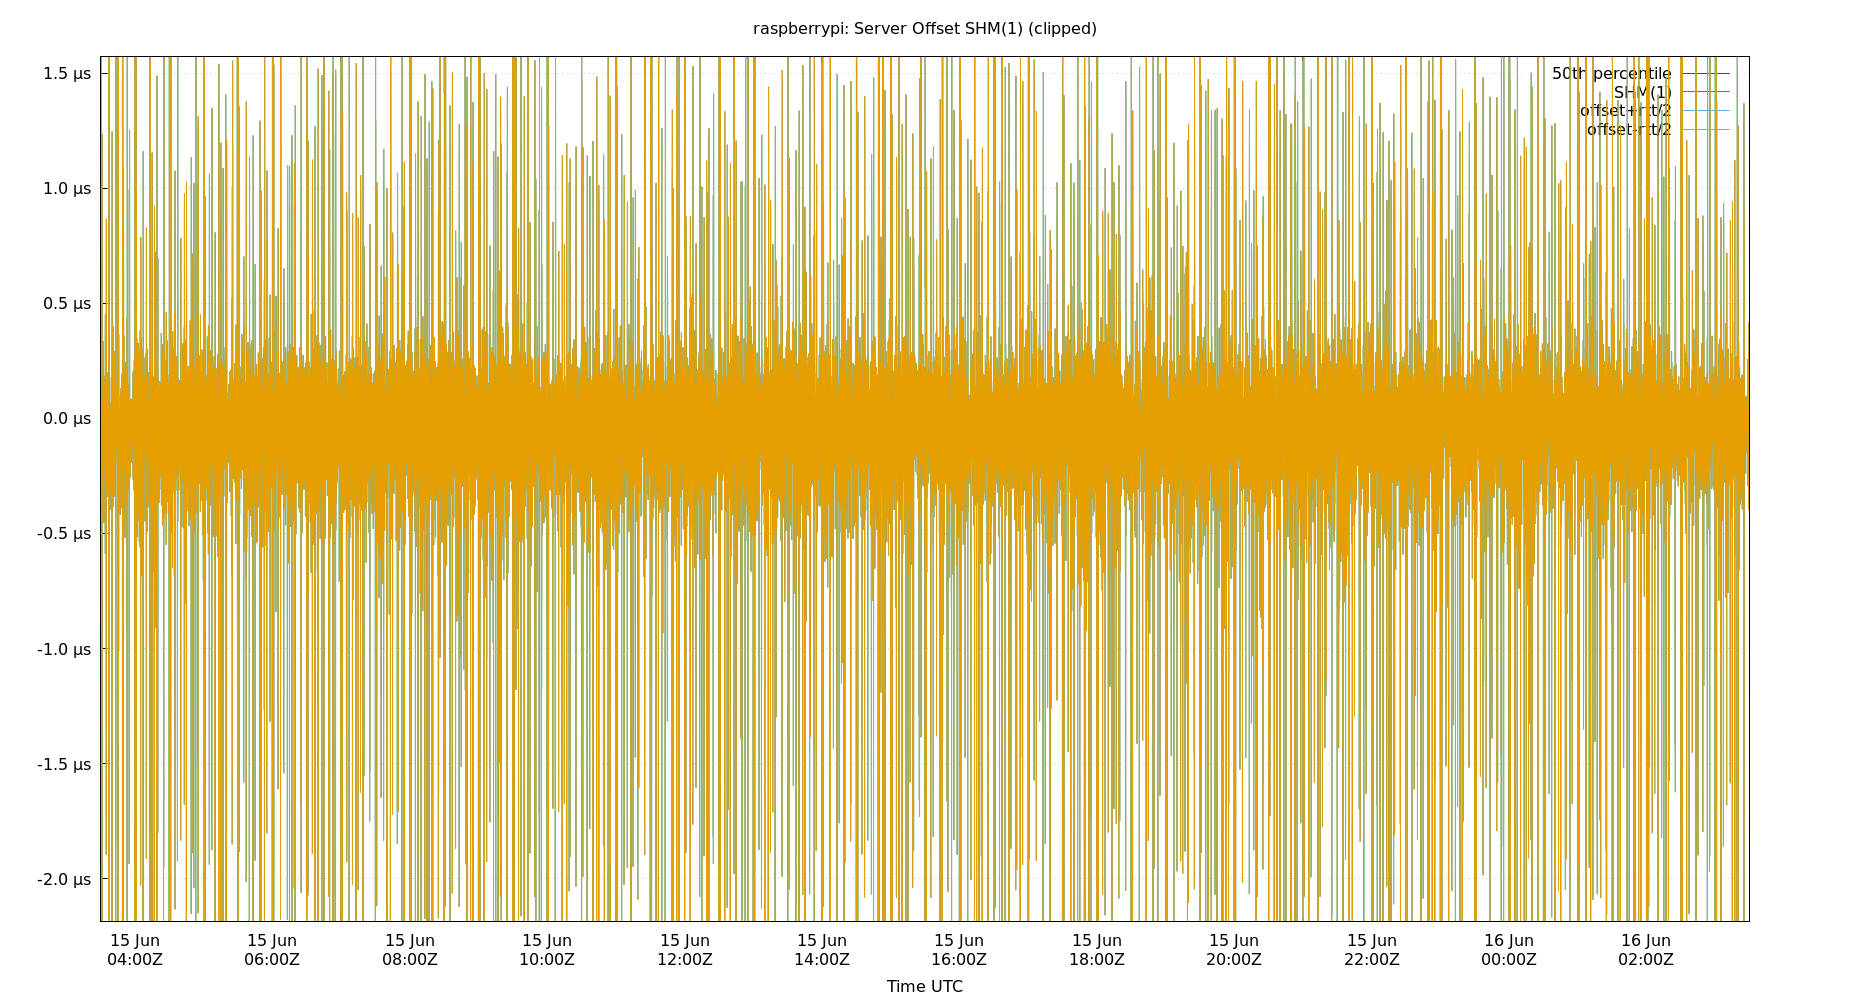 raspberrypi: Server Offset SHM(1) (clipped)
1.5 µs
1.0 µs
0.5 µs
0.0 µs
-0.5 µs
-1.0 µs
-1.5 µs
-2.0 µs
50th percentile
SHM(1)
offset+rtt/2
offset-rtt/2
15 Jun 15 Jun 15 Jun 15 Jun 15 Jun 15 Jun 15 Jun 15 Jun 15 Jun 15 Jun 16 Jun 16 Jun
04:00Z 06:00Z 08:00Z 10:00Z 12:00Z 14:00Z 16:00Z 18:00Z 20:00Z 22:00Z 00:00Z 02:00Z
Time UTC